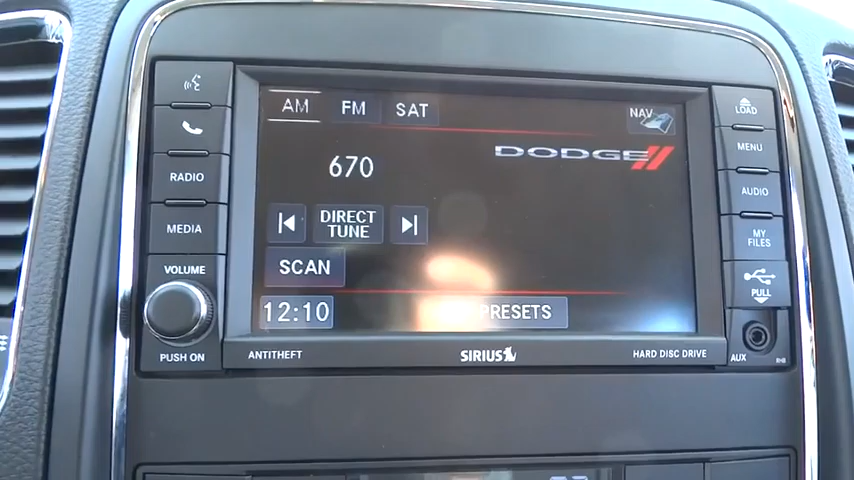 AM FM SAT NAV LOAD
DODGE
670
MENU
RADIO
AUDIO
DIRECT
TUNE
MEDIA
MY
FILES
SCAN
VOLUME
PULL
12:10
PRESETS
PUSH ON
ANTITHEFT
SIRIUS
HARD DISC DRIVE
AUX
RHR